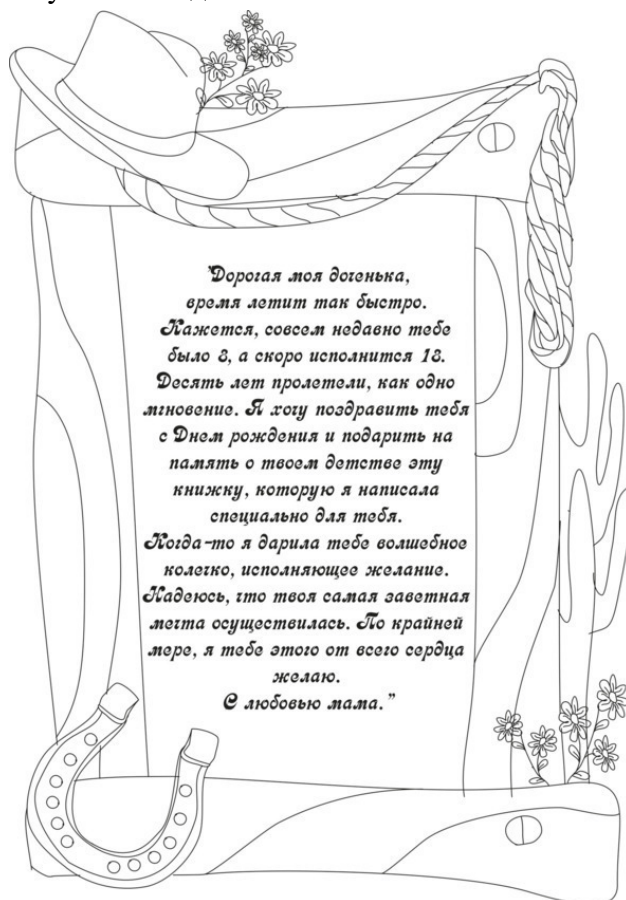 "Дорогая моя доченька,
время летит так быстро.
Кажется, совсем недавно тебе
было 8, а скоро исполнится 18.
Десять лет пролетели, как одно
мгновение. Я хочу поздравить тебя
с Днем рождения и подарить на
память о твоем детстве эту
книжку, которую я написала
специально для тебя.
Когда-то я дарила тебе волшебное
колечко, исполняющее желание.
Надеюсь, что твоя самая заветная
мечта осуществилась. По крайней
мере, я тебе этого от всего сердца
желаю.
С любовью мама."